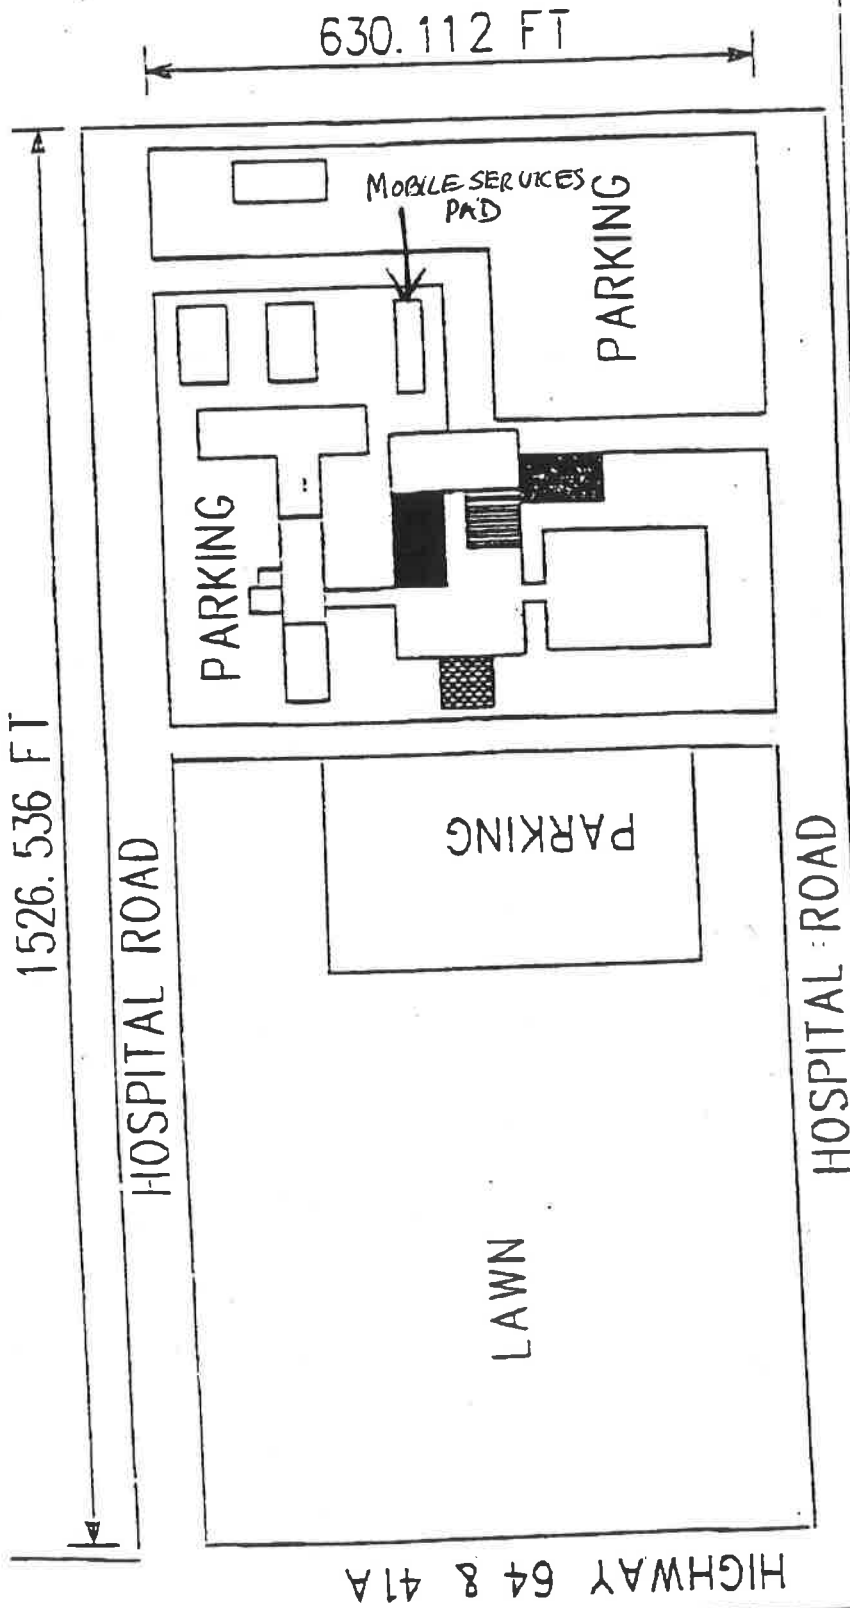 630.112 FT
MOBILE SERVICES
PAD
PARKING
PARKING
1526.536 FT
PARKING
HOSPITAL ROAD
HOSPITAL ROAD
LAWN
HIGHWAY 64 & 41A